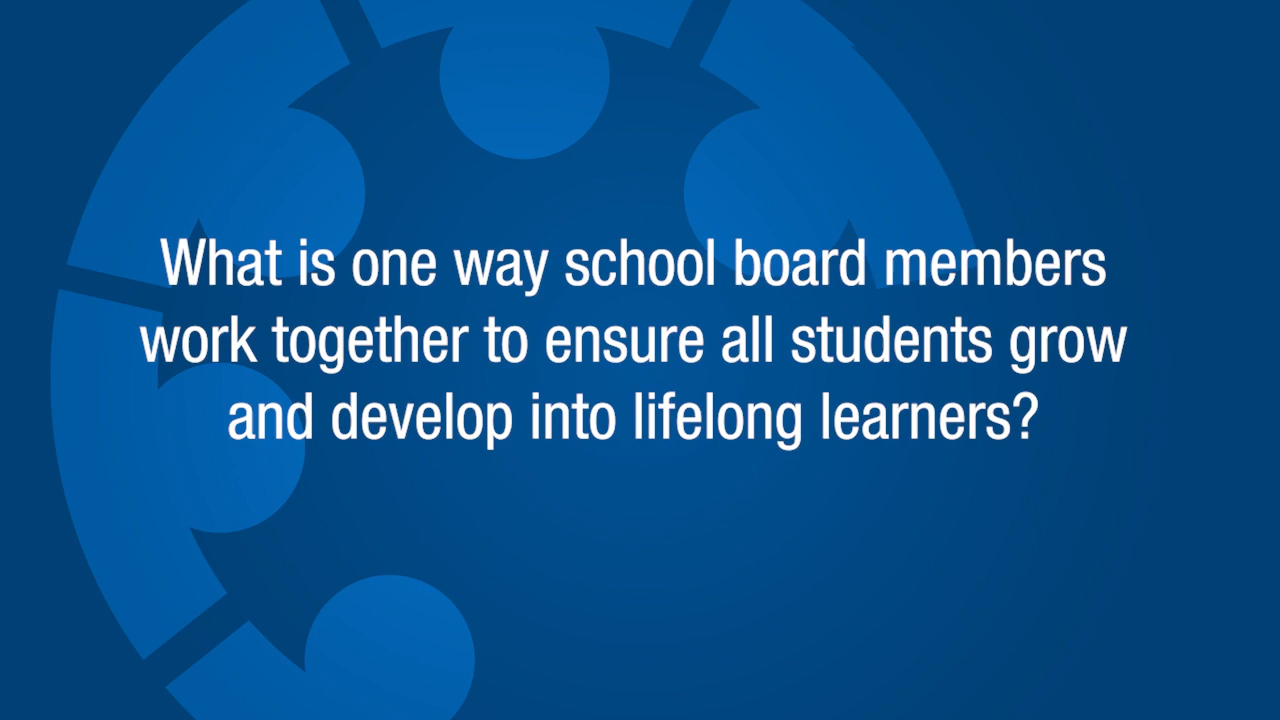 What is one way school board members
work together to ensure all students grow
and develop into lifelong learners?